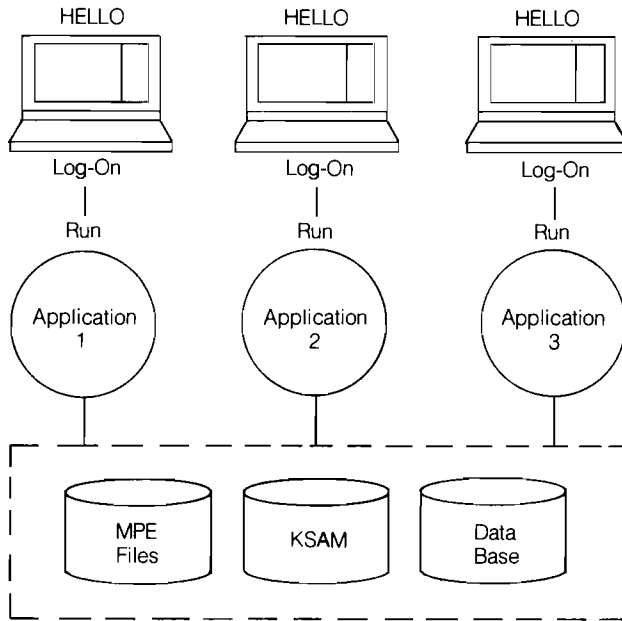 HELLO HELLO HELLO
Log-On Log-On Log-On
Run Run Run
Application Application Application
1 2 3
MPE KSAM Data
Files Base